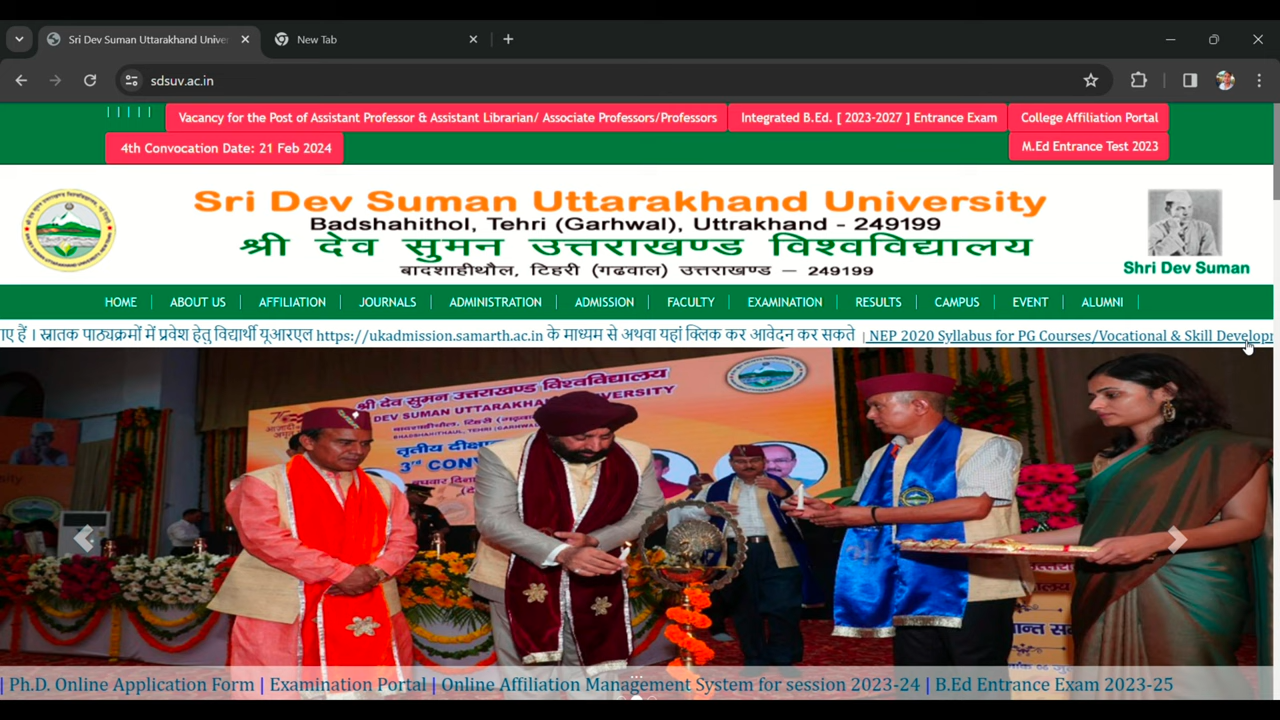 Sri Dev Suman Uttarakhand Unive
New Tab
sdsuv.ac.in
Vacancy for the Post of Assistant Professor & Assistant Librarian/ Associate Professors/Professors
Integrated B.Ed. [ 2023-2027 ] Entrance Exam
College Affiliation Portal
4th Convocation Date: 21 Feb 2024
M.Ed Entrance Test 2023
Sri Dev Suman Uttarakhand University
Badshahithol, Tehri (Garhwal), Uttrakhand - 249199
श्री देव सुमन उत्तराखण्ड विश्वविद्यालय
बादशाहीथौल, टिहरी (गढवाल) उत्तराखण्ड – 249199
Shri Dev Suman
HOME ABOUT US AFFILIATION JOURNALS ADMINISTRATION ADMISSION FACULTY EXAMINATION RESULTS CAMPUS EVENT ALUMNI
ए हैं । स्नातक पाठ्यक्रमों में प्रवेश हेतु विद्यार्थी यूआरएल https://ukadmission.samarth.ac.in के माध्यम से अथवा यहां क्लिक कर आवेदन कर सकते | NEP 2020 Syllabus for PG Courses/Vocational & Skill Develop
श्री देव सुमन उत्तराखण्ड विश्वविद्यालय
DEV SUMAN UTTARAKHAND UNIVERSITY
तृतीय दीक्षा
3rd CONV
| Ph.D. Online Application Form | Examination Portal | Online Affiliation Management System for session 2023-24 | B.Ed Entrance Exam 2023-25